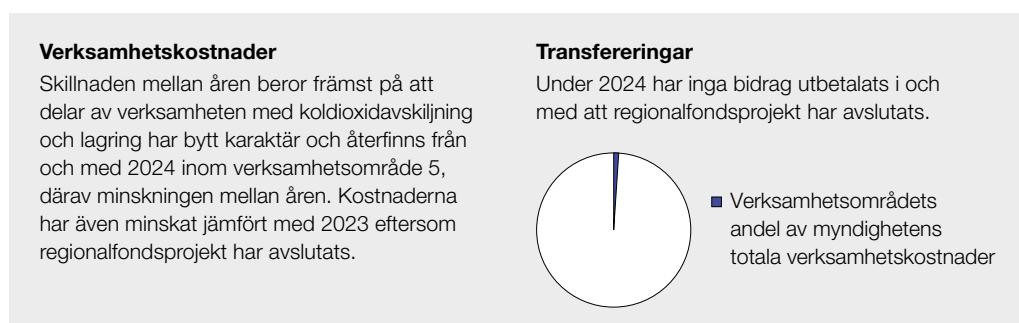 Verksamhetskostnader
Skillnaden mellan åren beror främst på att
delar av verksamheten med koldioxidavskiljning
och lagring har bytt karaktär och återfinns från
och med 2024 inom verksamhetsområde 5,
därav minskningen mellan åren. Kostnaderna
har även minskat jämfört med 2023 eftersom
regionalfondsprojekt har avslutats.
Transfereringar
Under 2024 har inga bidrag utbetalats i och
med att regionalfondsprojekt har avslutats.
Verksamhetsområdets
andel av myndighetens
totala verksamhetskostnader